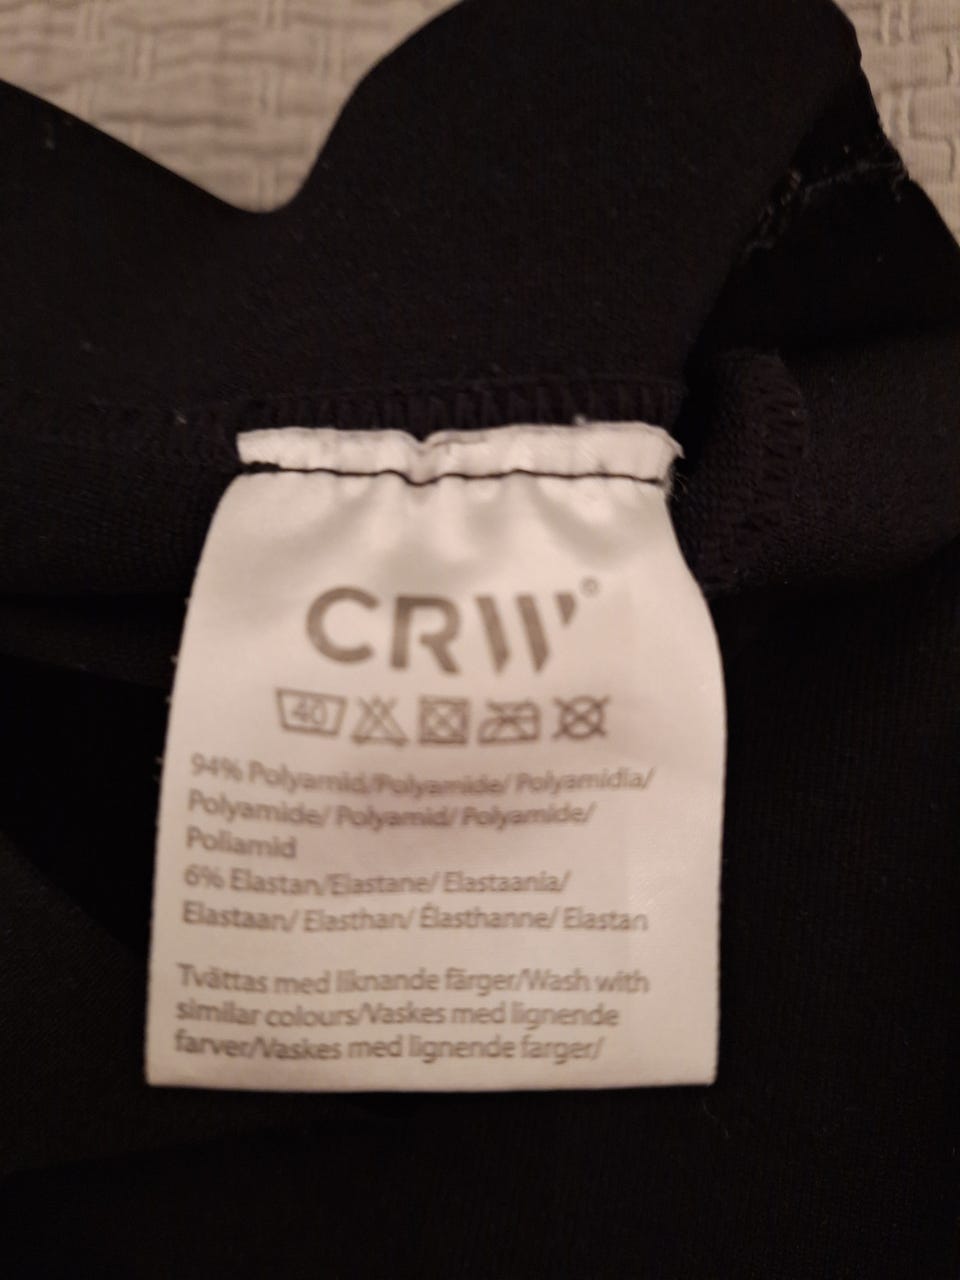 CRW®
40
94% Polyamid/Polyamide/ Polyamidia/
Polyamide/ Polyamid/ Polyamide/
Poliamid
6% Elastan/Elastane/ Elastaania/
Elastaan/ Elasthan/ Élasthanne/ Elastan
Tvättas med liknande färger/Wash with
similar colours/Vaskes med lignende
farver/Vaskes med lignende farger/